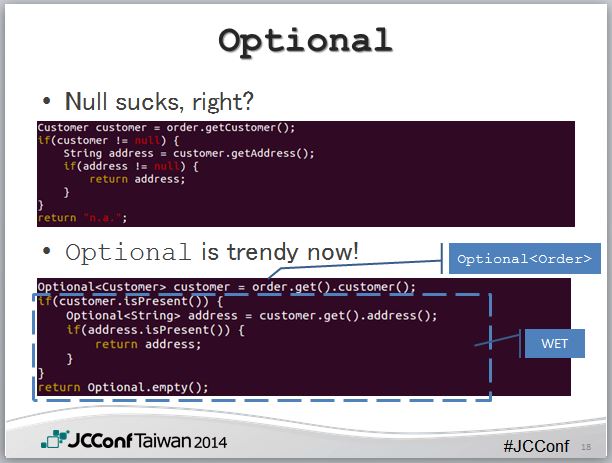 Optional
• Null sucks, right?
Customer customer = order.getCustomer();
if(customer != null) {
    String address = customer.getAddress();
    if(address != null) {
        return address;
    }
}
return "n.a.";
• Optional is trendy now!
Optional<Order>
Optional<Customer> customer = order.get().customer();
if(customer.isPresent()) {
    Optional<String> address = customer.get().address();
    if(address.isPresent()) {
        return address;
    }
}
return Optional.empty();
WET
JCConf Taiwan 2014
#JCConf
18